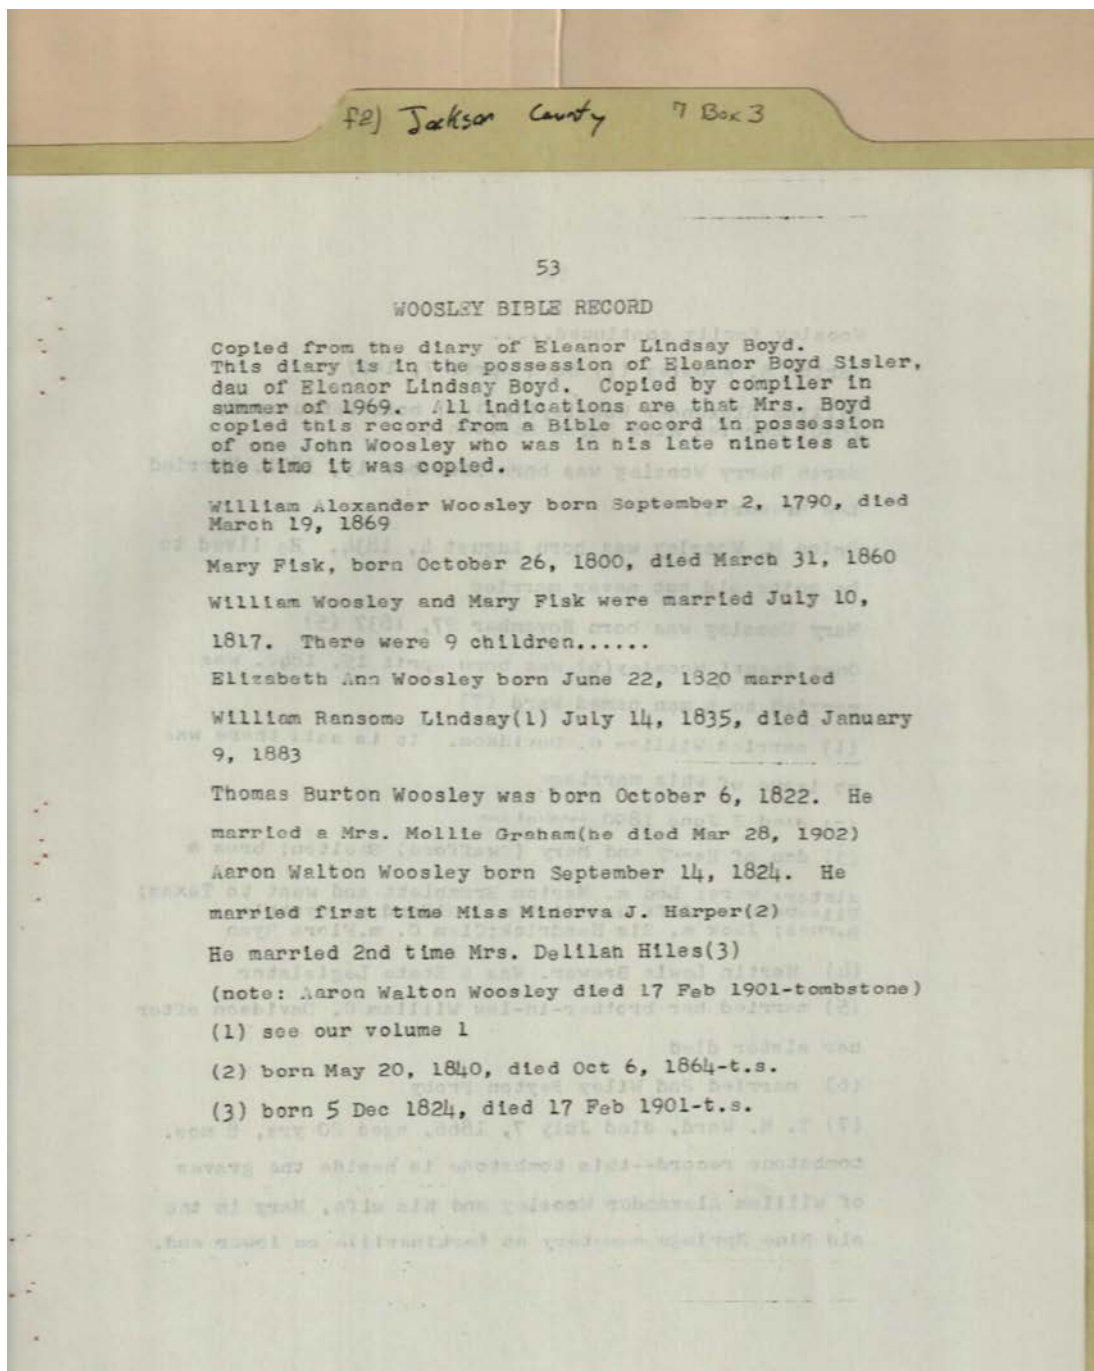 f2) Jackson County 7 Box 3
53
WOOSLEY BIBLE RECORD
Copied from the diary of Eleanor Lindsay Boyd.
This diary is in the possession of Eleanor Boyd Sisler,
dau of Elenaor Lindsay Boyd. Copied by compiler in
summer of 1969. All indications are that Mrs. Boyd
copied this record from a Bible record in possession
of one John Woosley who was in his late nineties at
the time it was copied.
William Alexander Woosley born September 2, 1790, died
March 19, 1869
Mary Fisk, born October 26, 1800, died March 31, 1860
William Woosley and Mary Fisk were married July 10,
1817. There were 9 children......
Elizabeth Ann Woosley born June 22, 1820 married
William Ransome Lindsay(1) July 14, 1835, died January
9, 1883
Thomas Burton Woosley was born October 6, 1822. He
married a Mrs. Mollie Graham(he died Mar 28, 1902)
Aaron Walton Woosley born September 14, 1824. He
married first time Miss Minerva J. Harper(2)
He married 2nd time Mrs. Delilah Hiles(3)
(note: Aaron Walton Woosley died 17 Feb 1901-tombstone)
(1) see our volume 1
(2) born May 20, 1840, died Oct 6, 1864-t.s.
(3) born 5 Dec 1824, died 17 Feb 1901-t.s.